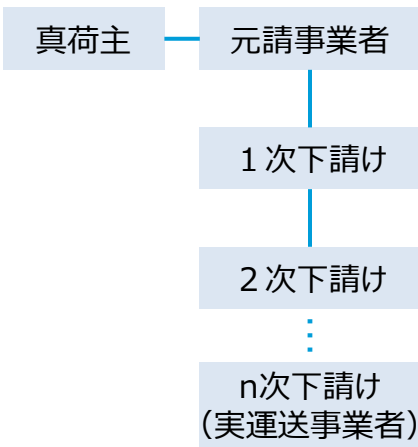 真荷主
元請事業者
１次下請け
２次下請け
n次下請け
（実運送事業者）